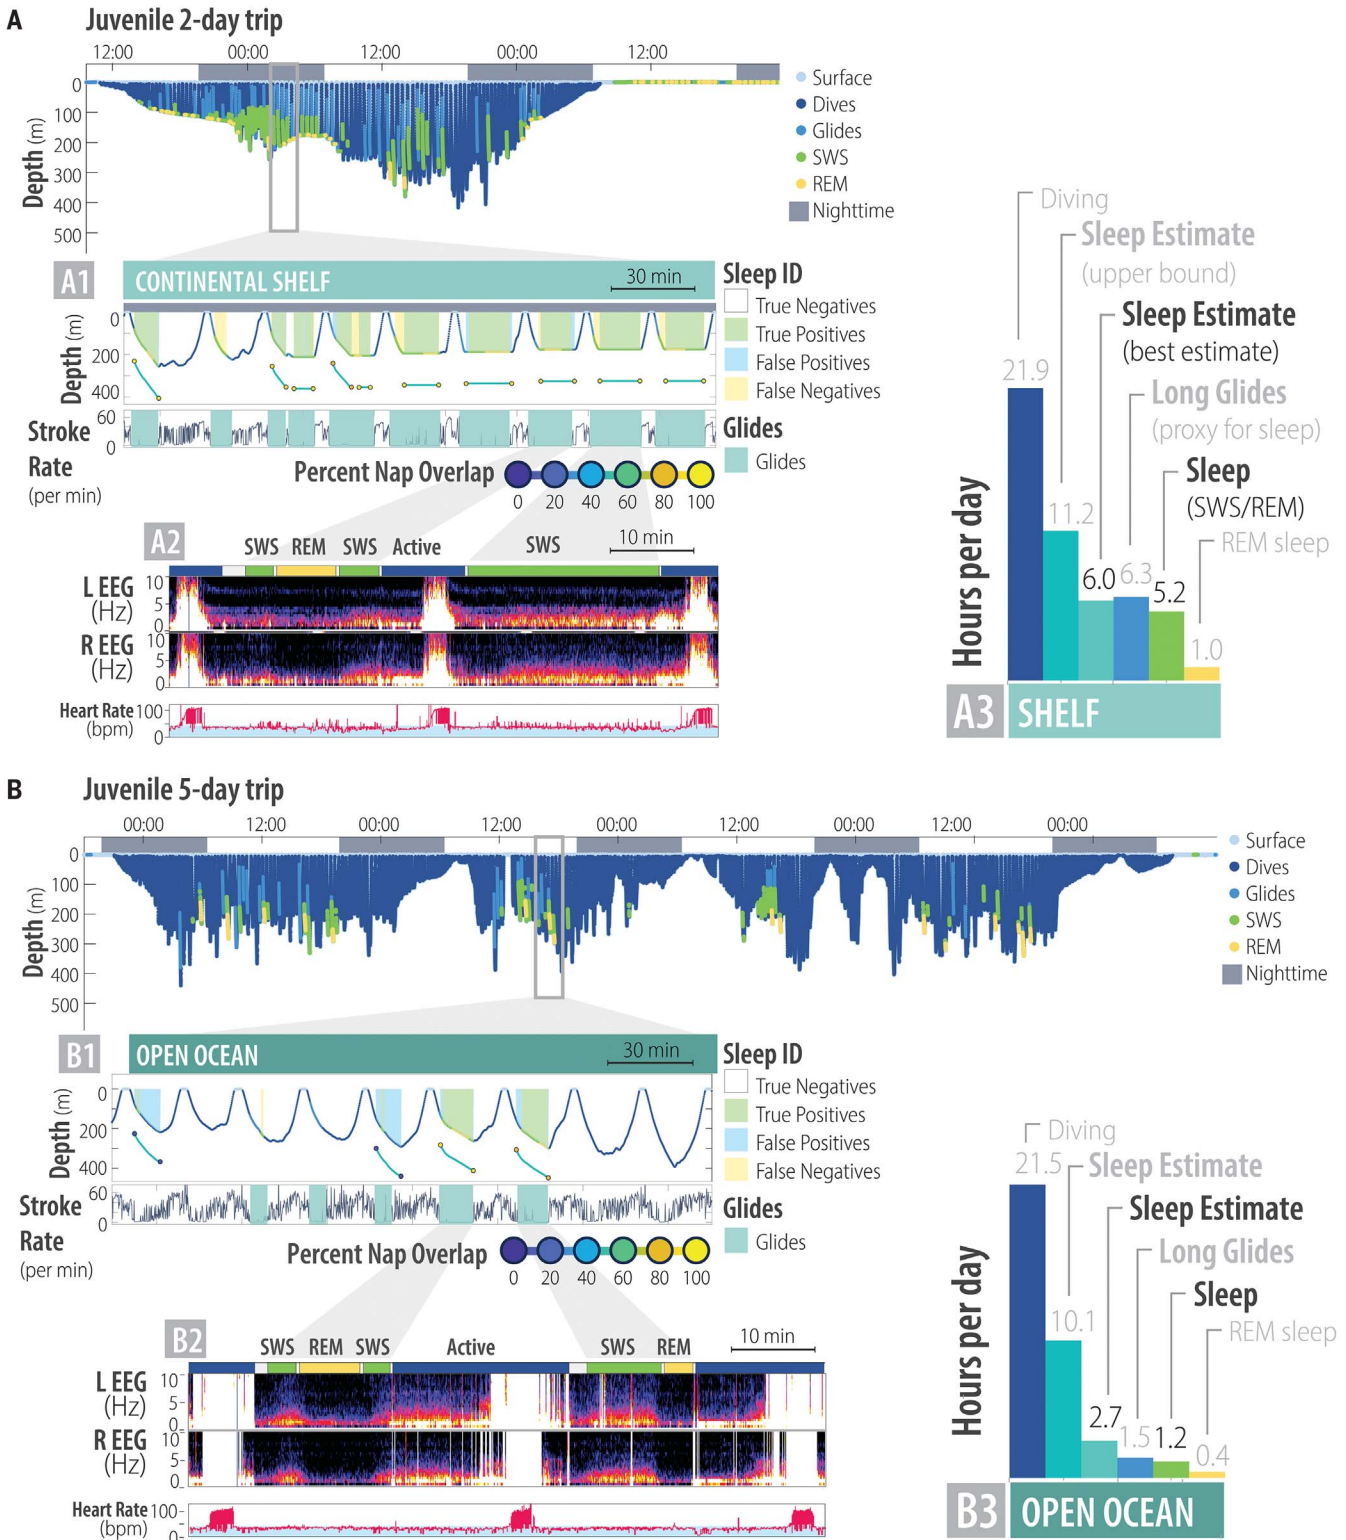 A
Juvenile 2-day trip
12:00 00:00 12:00 00:00 12:00
0
100
200
300
400
500
Depth (m)
Surface
Dives
Glides
SWS
REM
Nighttime
A1
CONTINENTAL SHELF
30 min
Sleep ID
True Negatives
True Positives
False Positives
False Negatives
Depth (m)
0
200
400
Stroke
Rate
(per min)
60
0
Glides
Glides
Percent Nap Overlap
0 20 40 60 80 100
A2
SWS REM SWS Active SWS
10 min
L EEG
(Hz)
10
5
0
R EEG
(Hz)
10
5
0
Heart Rate
(bpm)
100
0
Diving
Sleep Estimate
(upper bound)
Sleep Estimate
(best estimate)
Long Glides
(proxy for sleep)
Sleep
(SWS/REM)
REM sleep
21.9
11.2
6.0
6.3
5.2
1.0
Hours per day
A3
SHELF
B
Juvenile 5-day trip
00:00 12:00 00:00 12:00 00:00 12:00 00:00 12:00 00:00
0
100
200
300
400
500
Depth (m)
Surface
Dives
Glides
SWS
REM
Nighttime
B1
OPEN OCEAN
30 min
Sleep ID
True Negatives
True Positives
False Positives
False Negatives
Depth (m)
0
200
400
Stroke
Rate
(per min)
60
0
Glides
Glides
Percent Nap Overlap
0 20 40 60 80 100
B2
SWS REM SWS Active SWS REM
10 min
L EEG
(Hz)
10
5
0
R EEG
(Hz)
10
5
0
Heart Rate
(bpm)
100
0
Diving
Sleep Estimate
Sleep Estimate
Long Glides
Sleep
REM sleep
21.5
10.1
2.7
1.5
1.2
0.4
Hours per day
B3
OPEN OCEAN